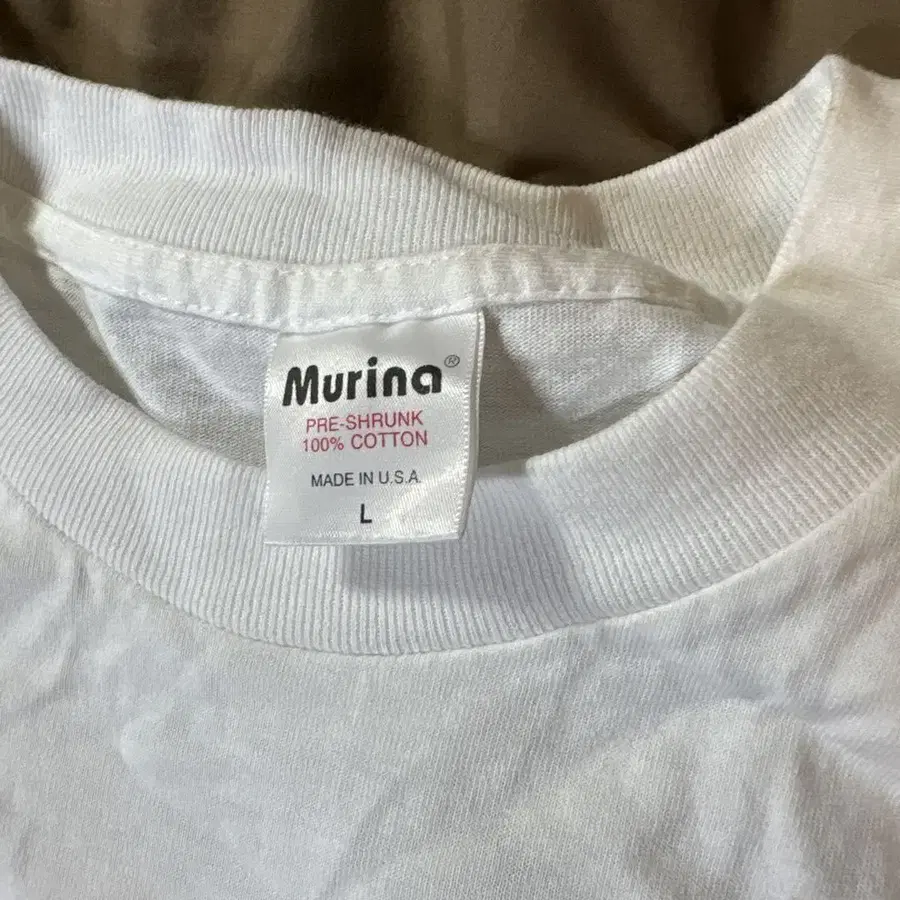 Murina®
PRE-SHRUNK
100% COTTON
MADE IN U.S.A.
L